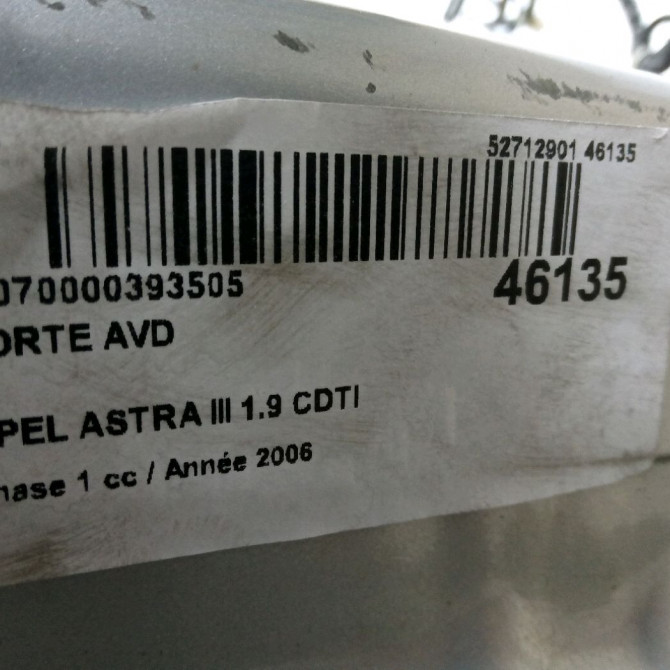 52712901 46135
070000393505 46135
ORTE AVD
PEL ASTRA III 1.9 CDTI
hase 1 cc / Année 2006